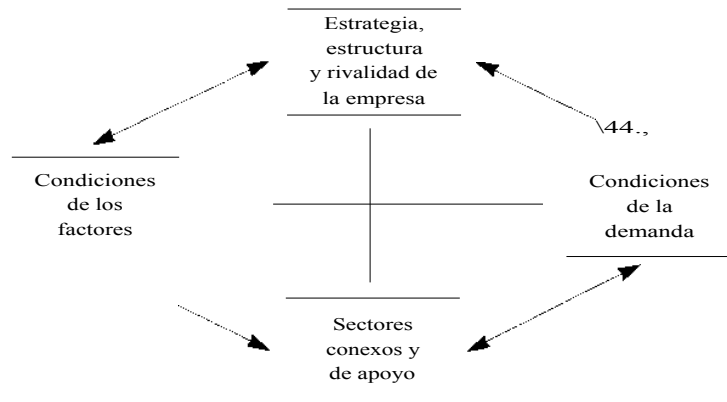 Estrategia,
estructura
y rivalidad de
la empresa
\44.,
Condiciones
de los
factores
Condiciones
de la
demanda
Sectores
conexos y
de apoyo